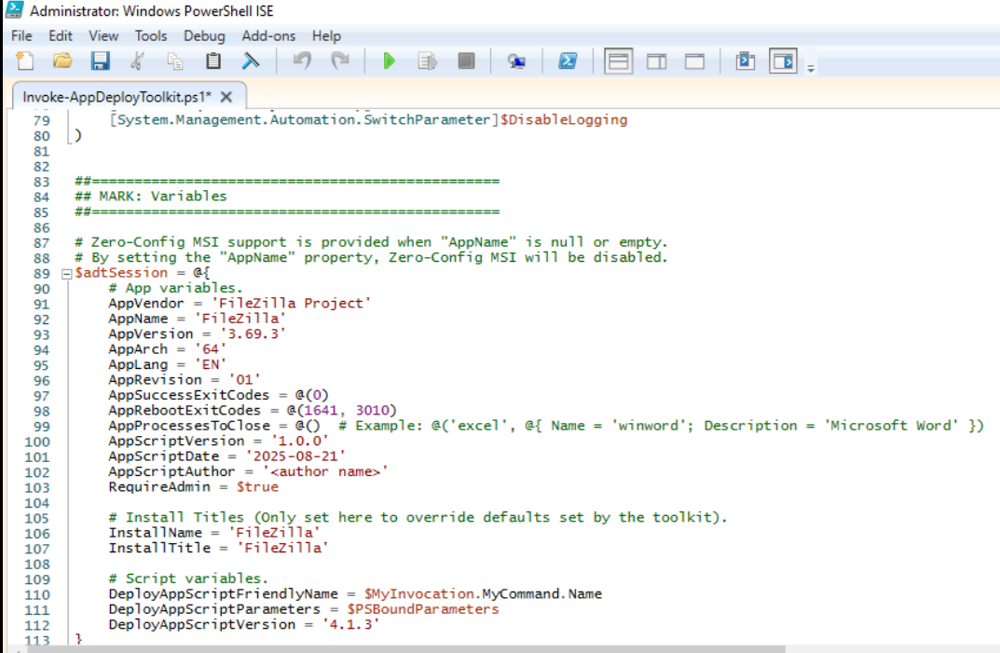 Administrator: Windows PowerShell ISE
File Edit View Tools Debug Add-ons Help
Invoke-AppDeployToolkit.ps1* X
79 [System.Management.Automation.SwitchParameter]$DisableLogging
80 )
81
82
83 ##================================================
84 ## MARK: Variables
85 ##================================================
86
87 # Zero-Config MSI support is provided when "AppName" is null or empty.
88 # By setting the "AppName" property, Zero-Config MSI will be disabled.
89 $adtSession = @{
90 # App variables.
91 AppVendor = 'FileZilla Project'
92 AppName = 'FileZilla'
93 AppVersion = '3.69.3'
94 AppArch = '64'
95 AppLang = 'EN'
96 AppRevision = '01'
97 AppSuccessExitCodes = @(0)
98 AppRebootExitCodes = @(1641, 3010)
99 AppProcessesToClose = @() # Example: @('excel', @{ Name = 'winword'; Description = 'Microsoft Word' })
100 AppScriptVersion = '1.0.0'
101 AppScriptDate = '2025-08-21'
102 AppScriptAuthor = '<author name>'
103 RequireAdmin = $true
104
105 # Install Titles (Only set here to override defaults set by the toolkit).
106 InstallName = 'FileZilla'
107 InstallTitle = 'FileZilla'
108
109 # Script variables.
110 DeployAppScriptFriendlyName = $MyInvocation.MyCommand.Name
111 DeployAppScriptParameters = $PSBoundParameters
112 DeployAppScriptVersion = '4.1.3'
113 }